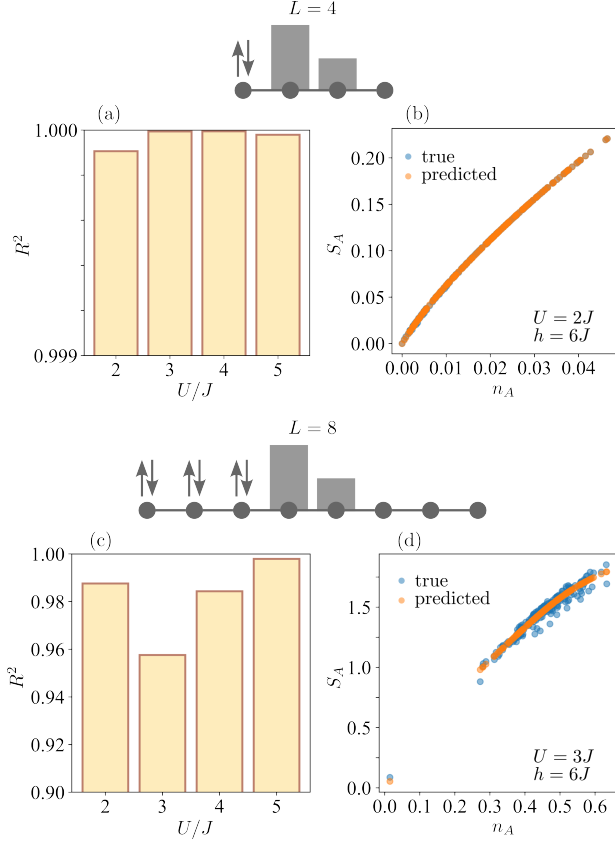 L = 4
(a)
(b)
1.000
0.999
R²
2 3 4 5
U/J
true
predicted
0.20
0.15
0.10
0.05
0.00
S_A
U = 2J
h = 6J
0.00 0.01 0.02 0.03 0.04
n_A
L = 8
(c)
(d)
1.00
0.98
0.96
0.94
0.92
0.90
R²
2 3 4 5
U/J
true
predicted
1.5
1.0
0.5
0.0
S_A
U = 3J
h = 6J
0.0 0.1 0.2 0.3 0.4 0.5 0.6
n_A